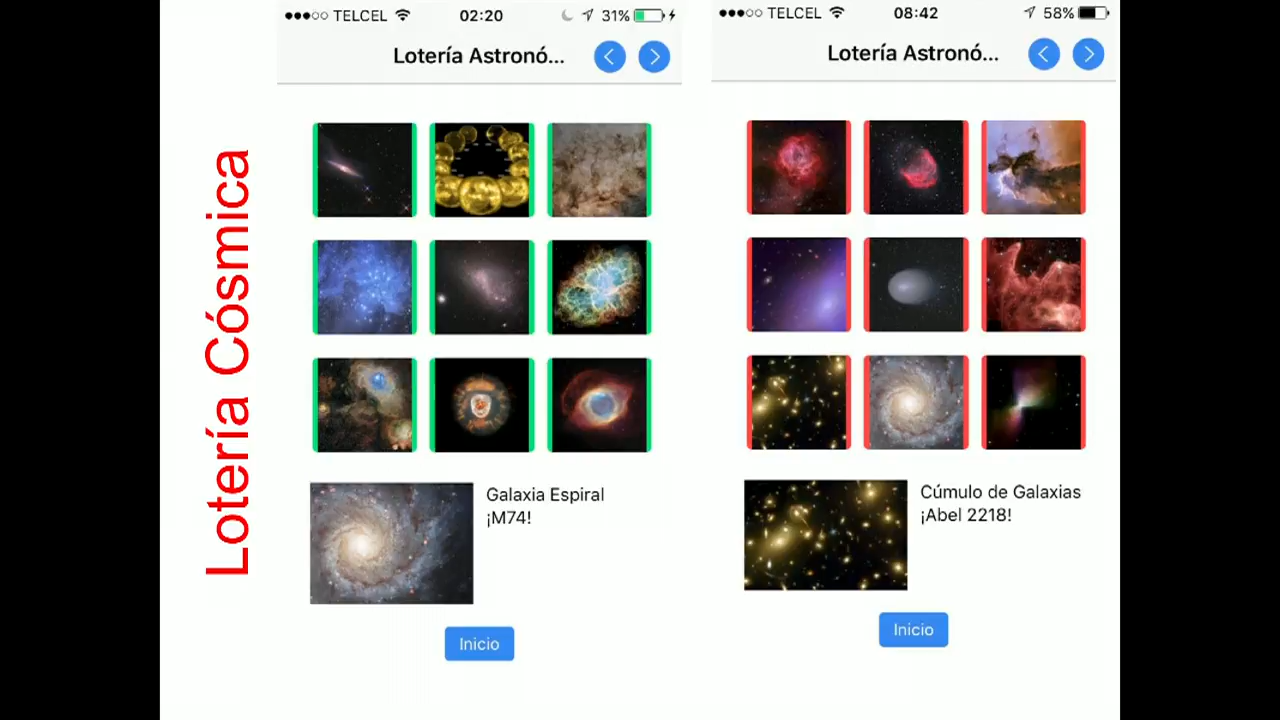 Lotería Cósmica
TELCEL 02:20 31%
Lotería Astronó...
Galaxia Espiral
¡M74!
Inicio
TELCEL 08:42 58%
Lotería Astronó...
Cúmulo de Galaxias
¡Abel 2218!
Inicio